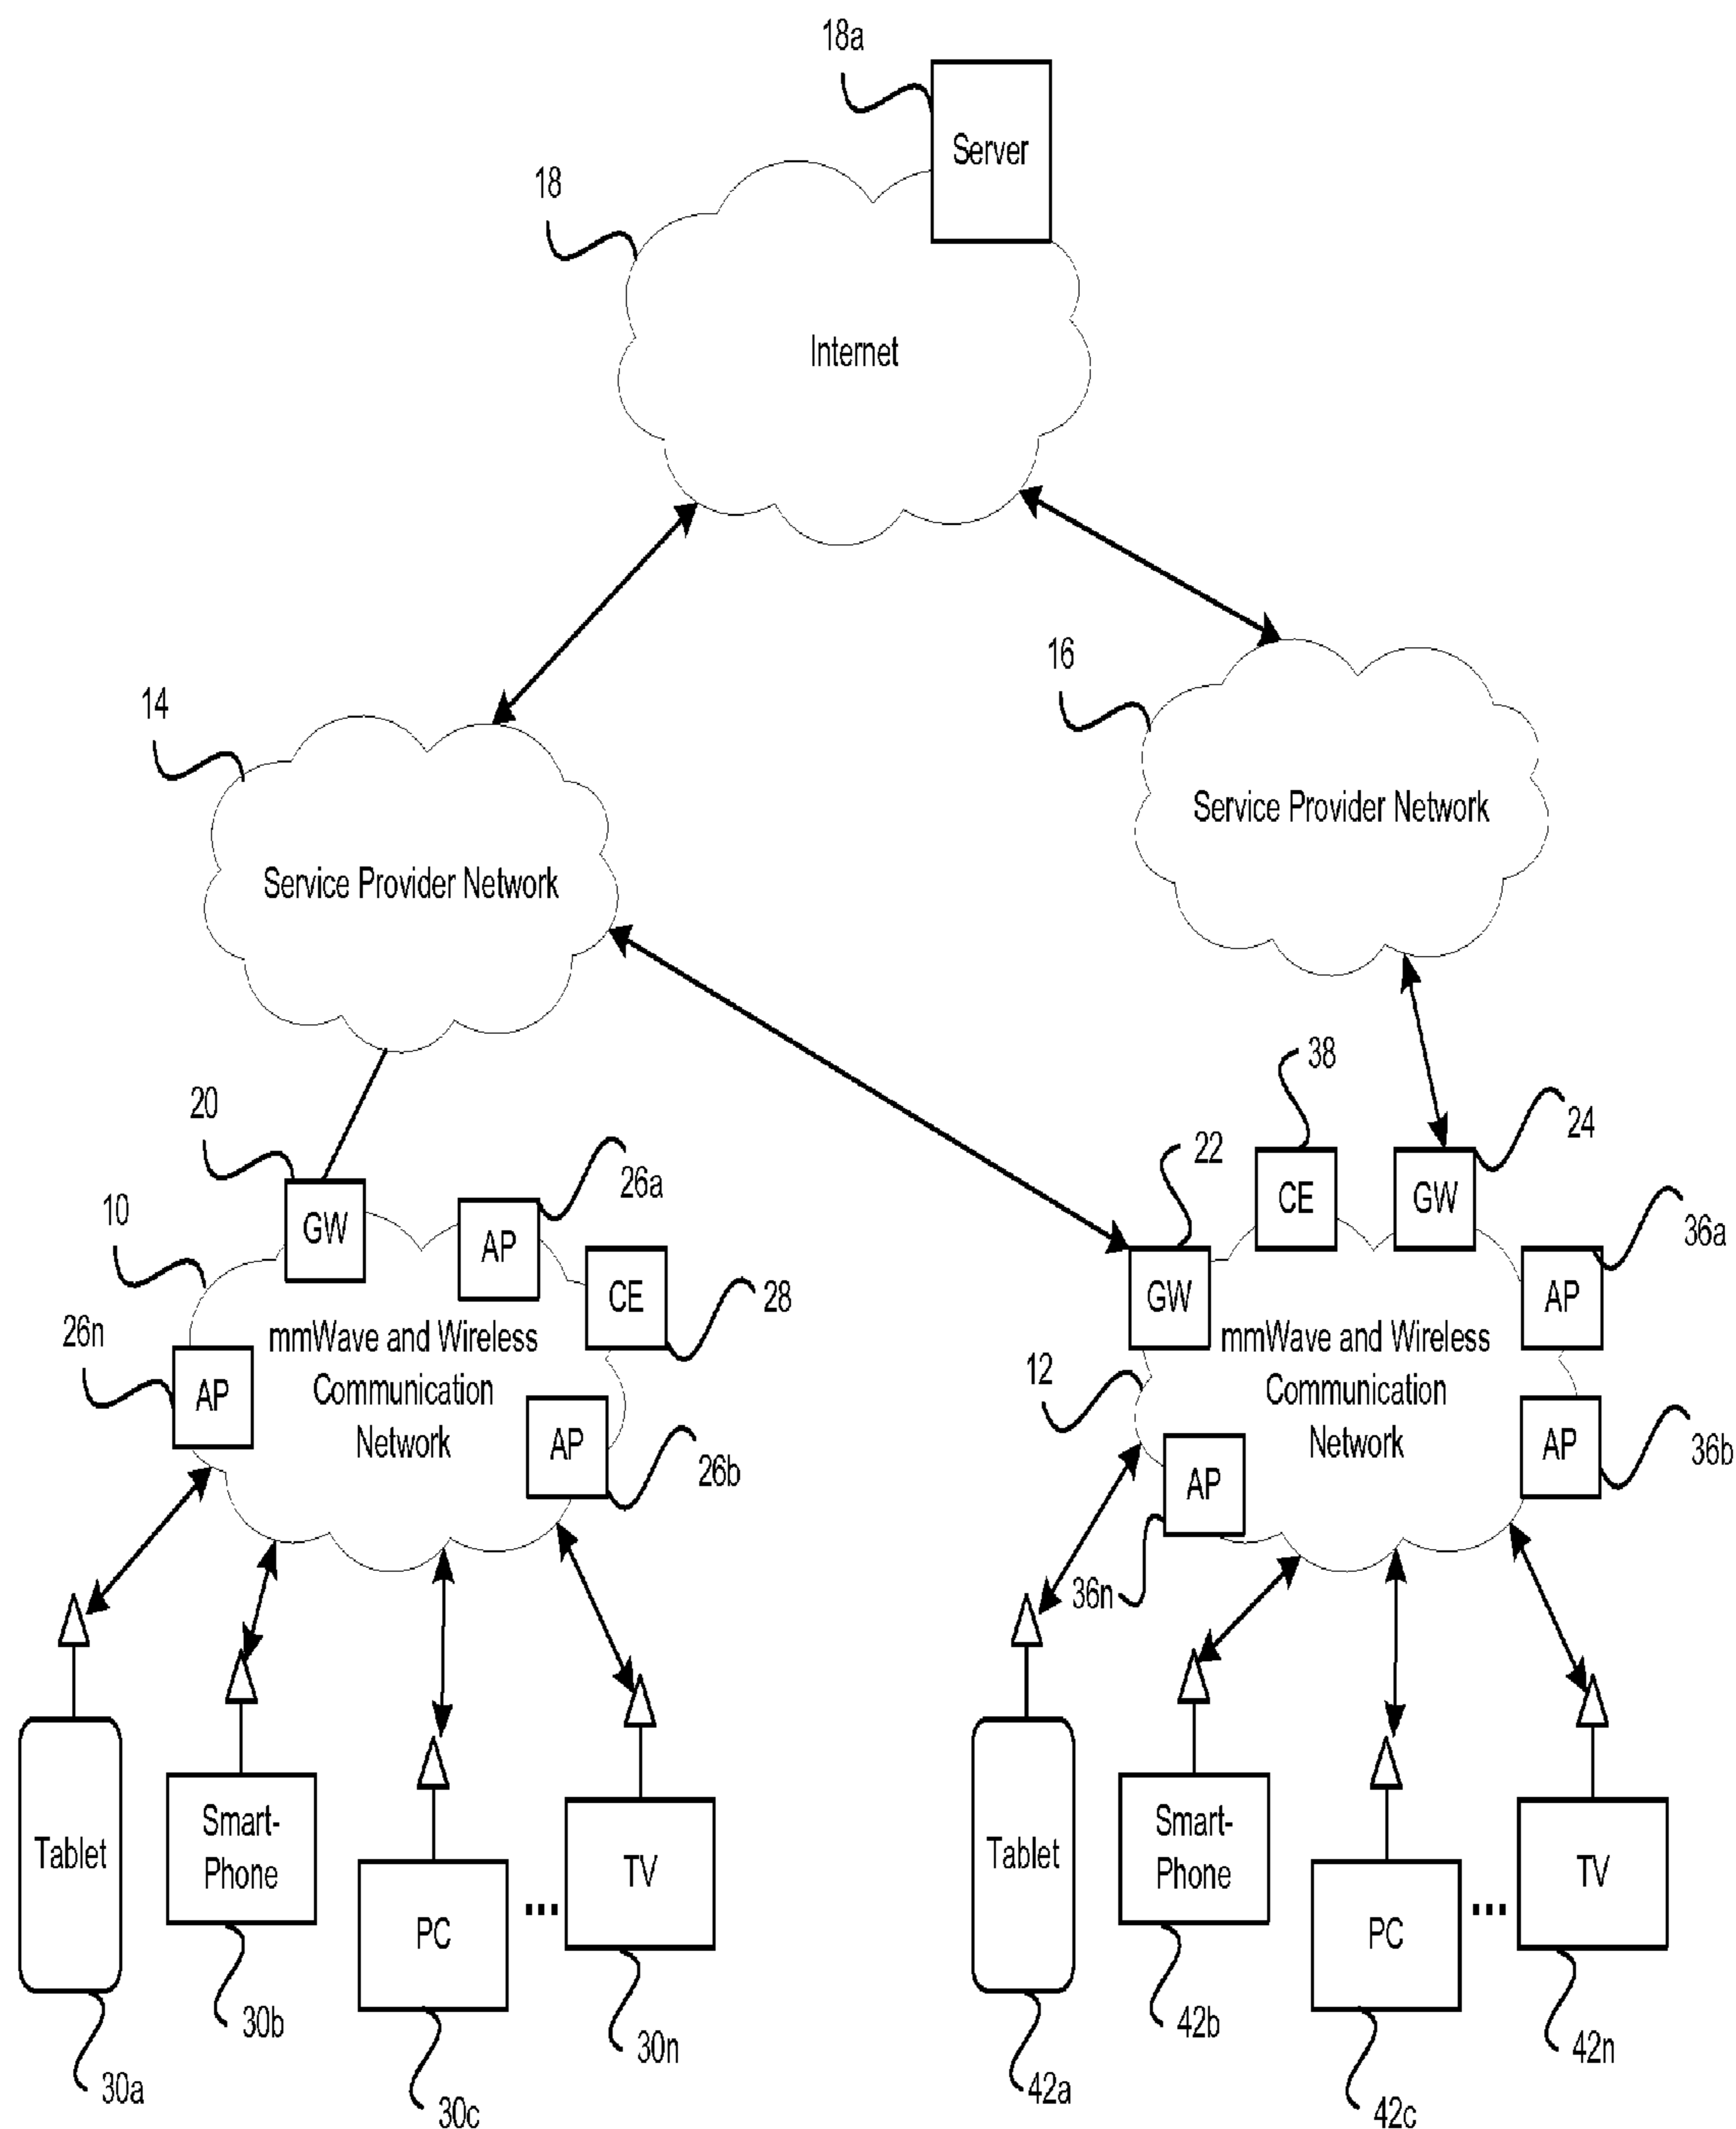 18a
Server
18
Internet
16
14
Service Provider Network
Service Provider Network
38
20
24
22
26a
GW
CE
GW
10
AP
36a
CE
28
GW
AP
26n
mmWave and Wireless
Communication
Network
mmWave and Wireless
Communication
Network
12
AP
AP
26b
AP
36b
AP
36n
Tablet
Smart-
Phone
PC
...
TV
Tablet
Smart-
Phone
PC
...
TV
30a
30b
30c
30n
42a
42b
42c
42n